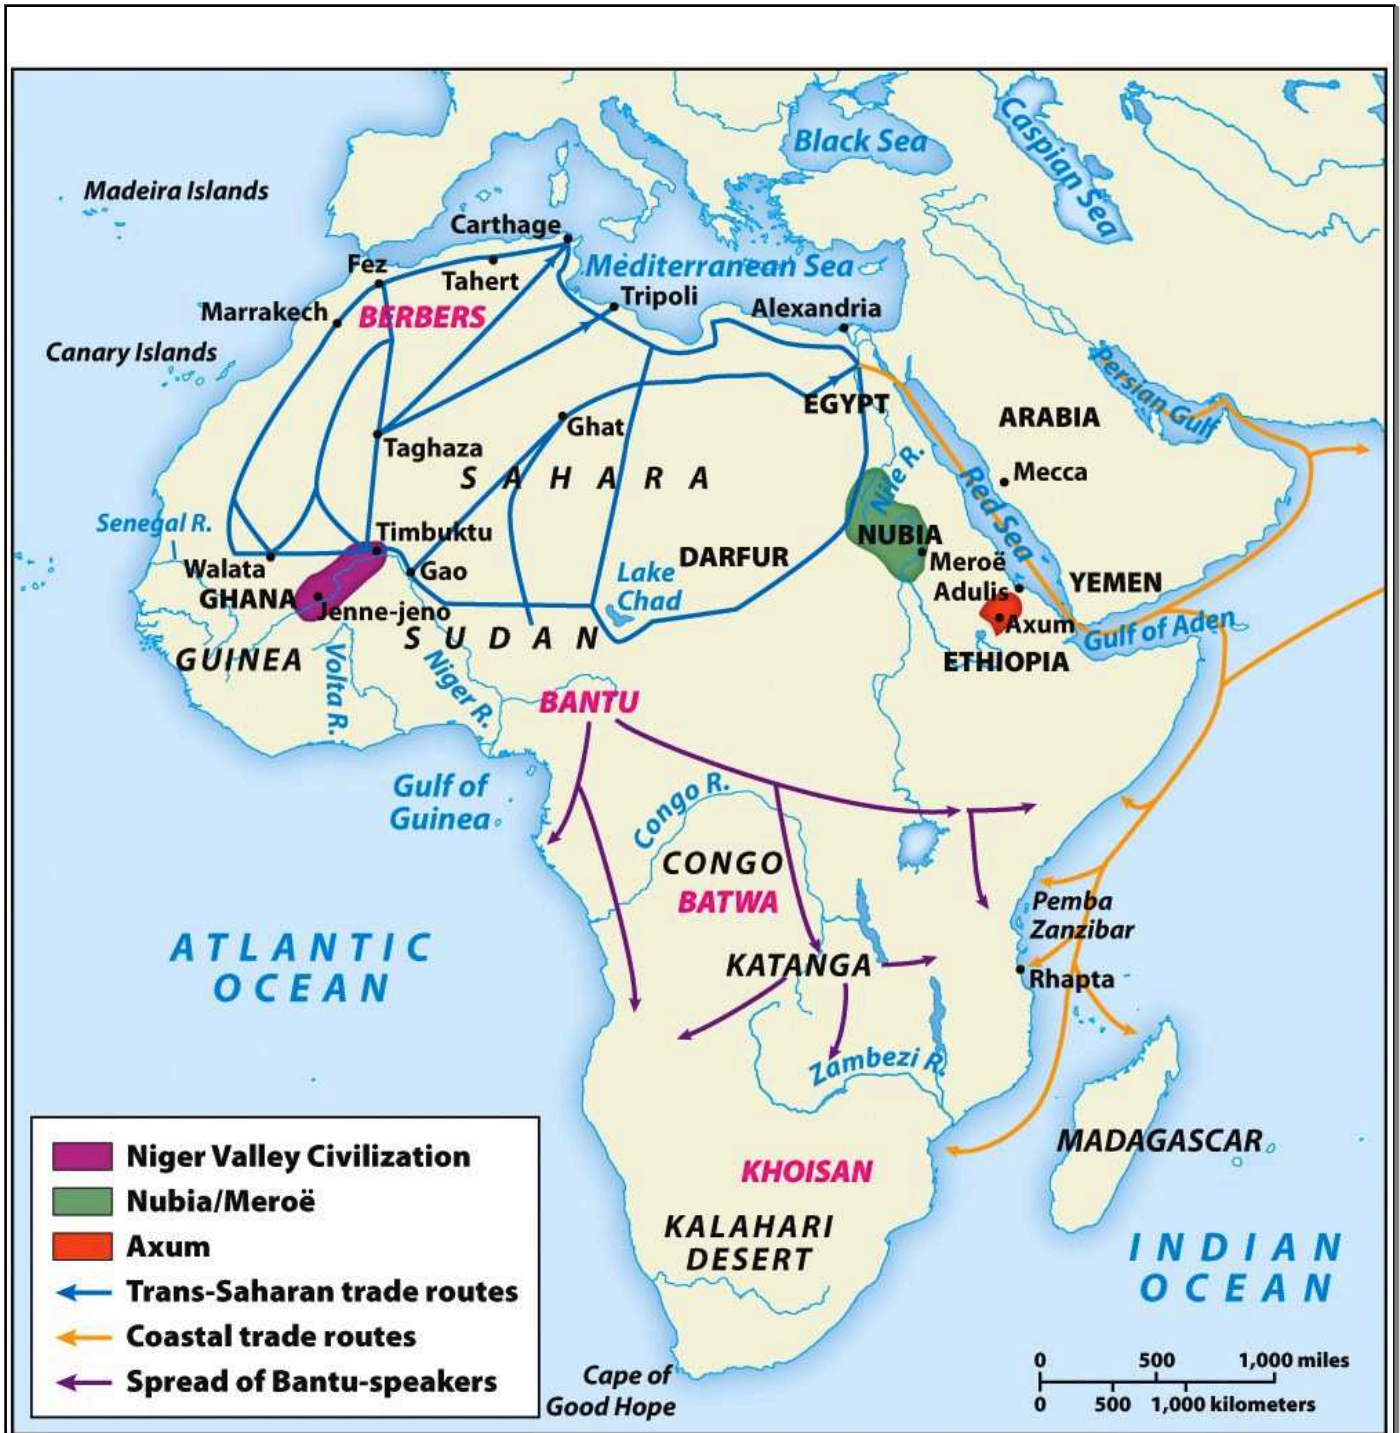 Black Sea
Caspian Sea
Madeira Islands
Carthage
Mediterranean Sea
Fez
Tahert
Tripoli
Marrakech
BERBERS
Alexandria
Canary Islands
Persian Gulf
EGYPT
ARABIA
Ghat
Taghaza
SAHARA
Nile R.
Mecca
Red Sea
Senegal R.
Timbuktu
NUBIA
Walata
Gao
DARFUR
Meroë
Lake
Chad
YEMEN
Adulis
GHANA
Jenne-jeno
Axum
Gulf of Aden
SUDAN
GUINEA
ETHIOPIA
Volta R.
Niger R.
BANTU
Gulf of
Guinea
Congo R.
CONGO
BATWA
Pemba
Zanzibar
ATLANTIC
OCEAN
KATANGA
Rhapta
Zambezi R.
MADAGASCAR
KHOISAN
KALAHARI
DESERT
INDIAN
OCEAN
Niger Valley Civilization
Nubia/Meroë
Axum
Trans-Saharan trade routes
Coastal trade routes
Spread of Bantu-speakers
Cape of
Good Hope
0 500 1,000 miles
0 500 1,000 kilometers